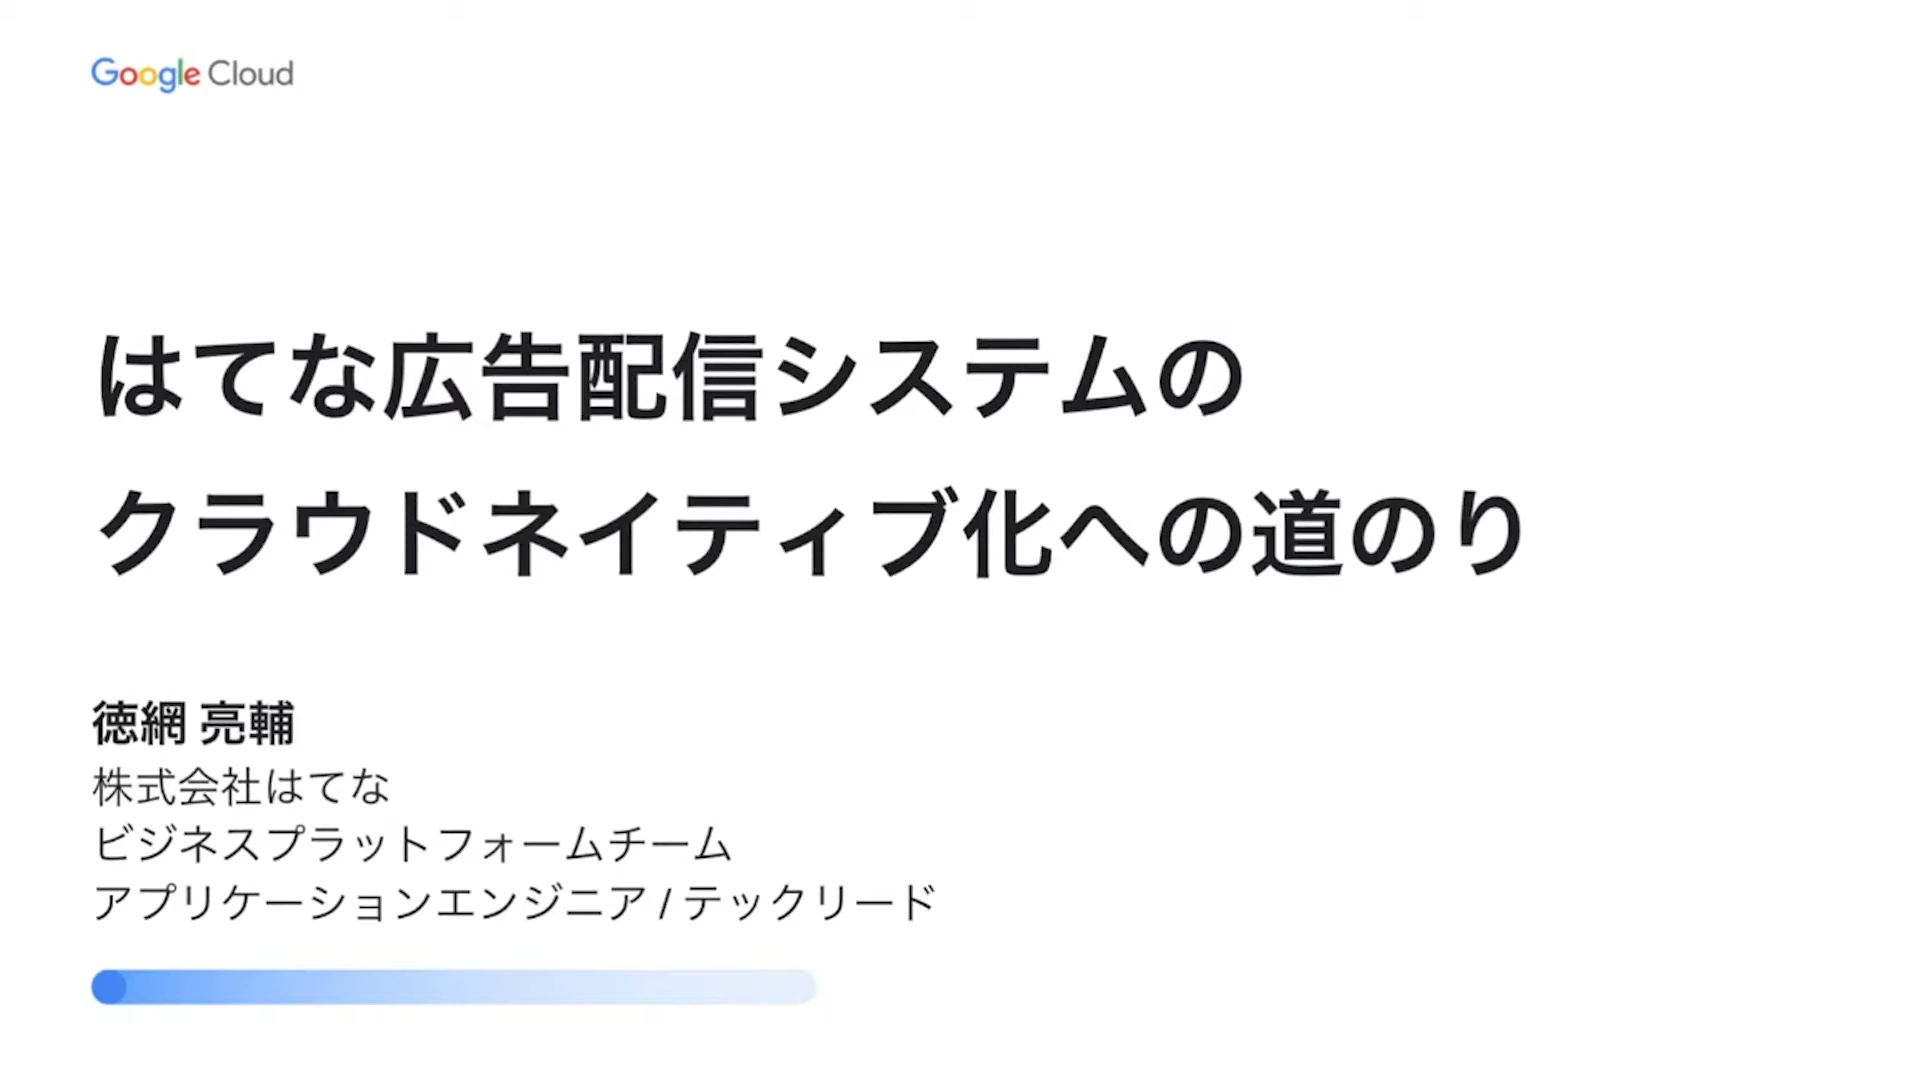 Google Cloud
はてな広告配信システムの
クラウドネイティブ化への道のり
徳網 亮輔
株式会社はてな
ビジネスプラットフォームチーム
アプリケーションエンジニア / テックリード